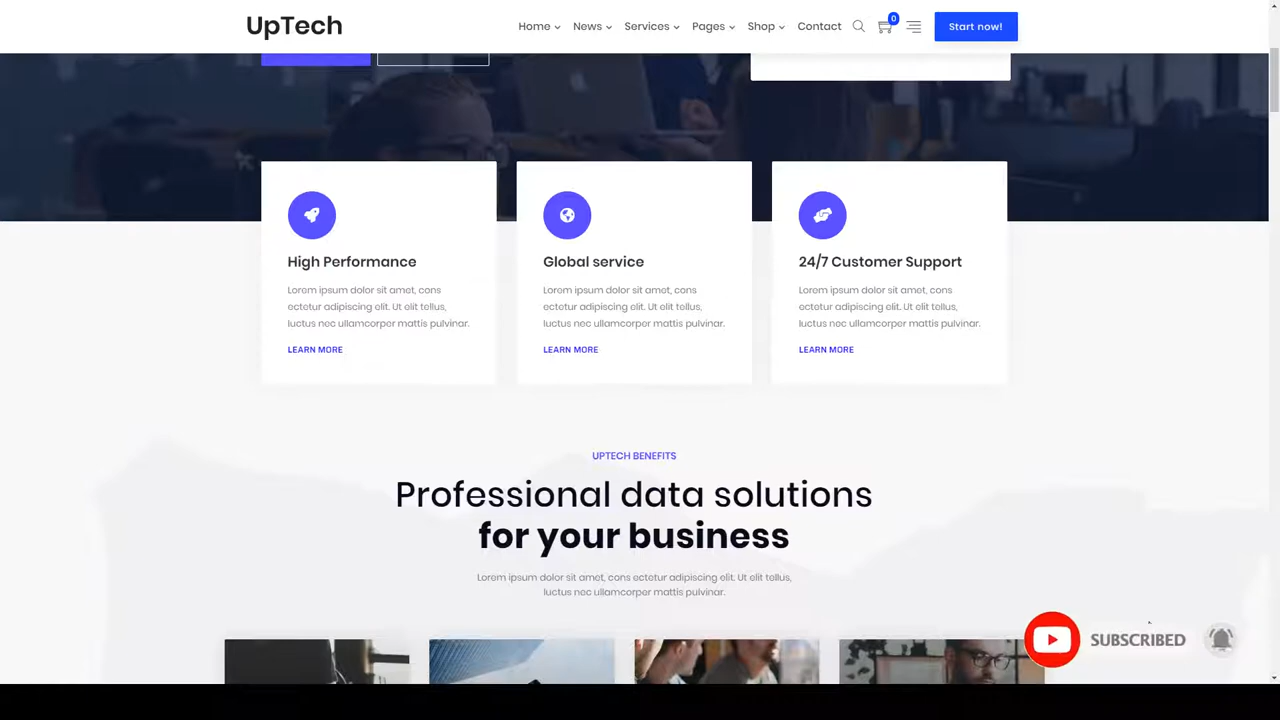 UpTech
Home News Services Pages Shop Contact 0 Start now!
High Performance
Lorem ipsum dolor sit amet, cons
ectetur adipiscing elit. Ut elit tellus,
luctus nec ullamcorper mattis pulvinar.
LEARN MORE
Global service
Lorem ipsum dolor sit amet, cons
ectetur adipiscing elit. Ut elit tellus,
luctus nec ullamcorper mattis pulvinar.
LEARN MORE
24/7 Customer Support
Lorem ipsum dolor sit amet, cons
ectetur adipiscing elit. Ut elit tellus,
luctus nec ullamcorper mattis pulvinar.
LEARN MORE
UPTECH BENEFITS
Professional data solutions
for your business
Lorem ipsum dolor sit amet, cons ectetur adipiscing elit. Ut elit tellus,
luctus nec ullamcorper mattis pulvinar.
SUBSCRIBED